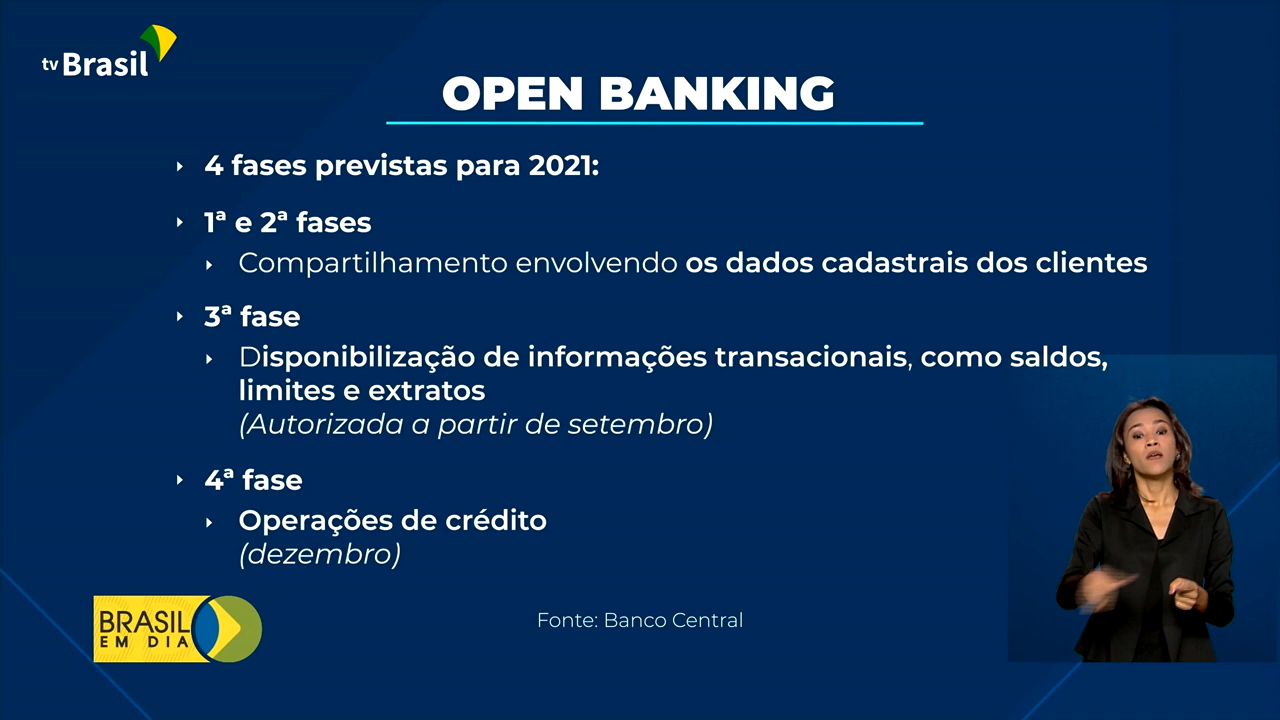 tv Brasil
OPEN BANKING
4 fases previstas para 2021:
1ª e 2ª fases
Compartilhamento envolvendo os dados cadastrais dos clientes
3ª fase
Disponibilização de informações transacionais, como saldos,
limites e extratos
(Autorizada a partir de setembro)
4ª fase
Operações de crédito
(dezembro)
BRASIL
EM DIA
Fonte: Banco Central